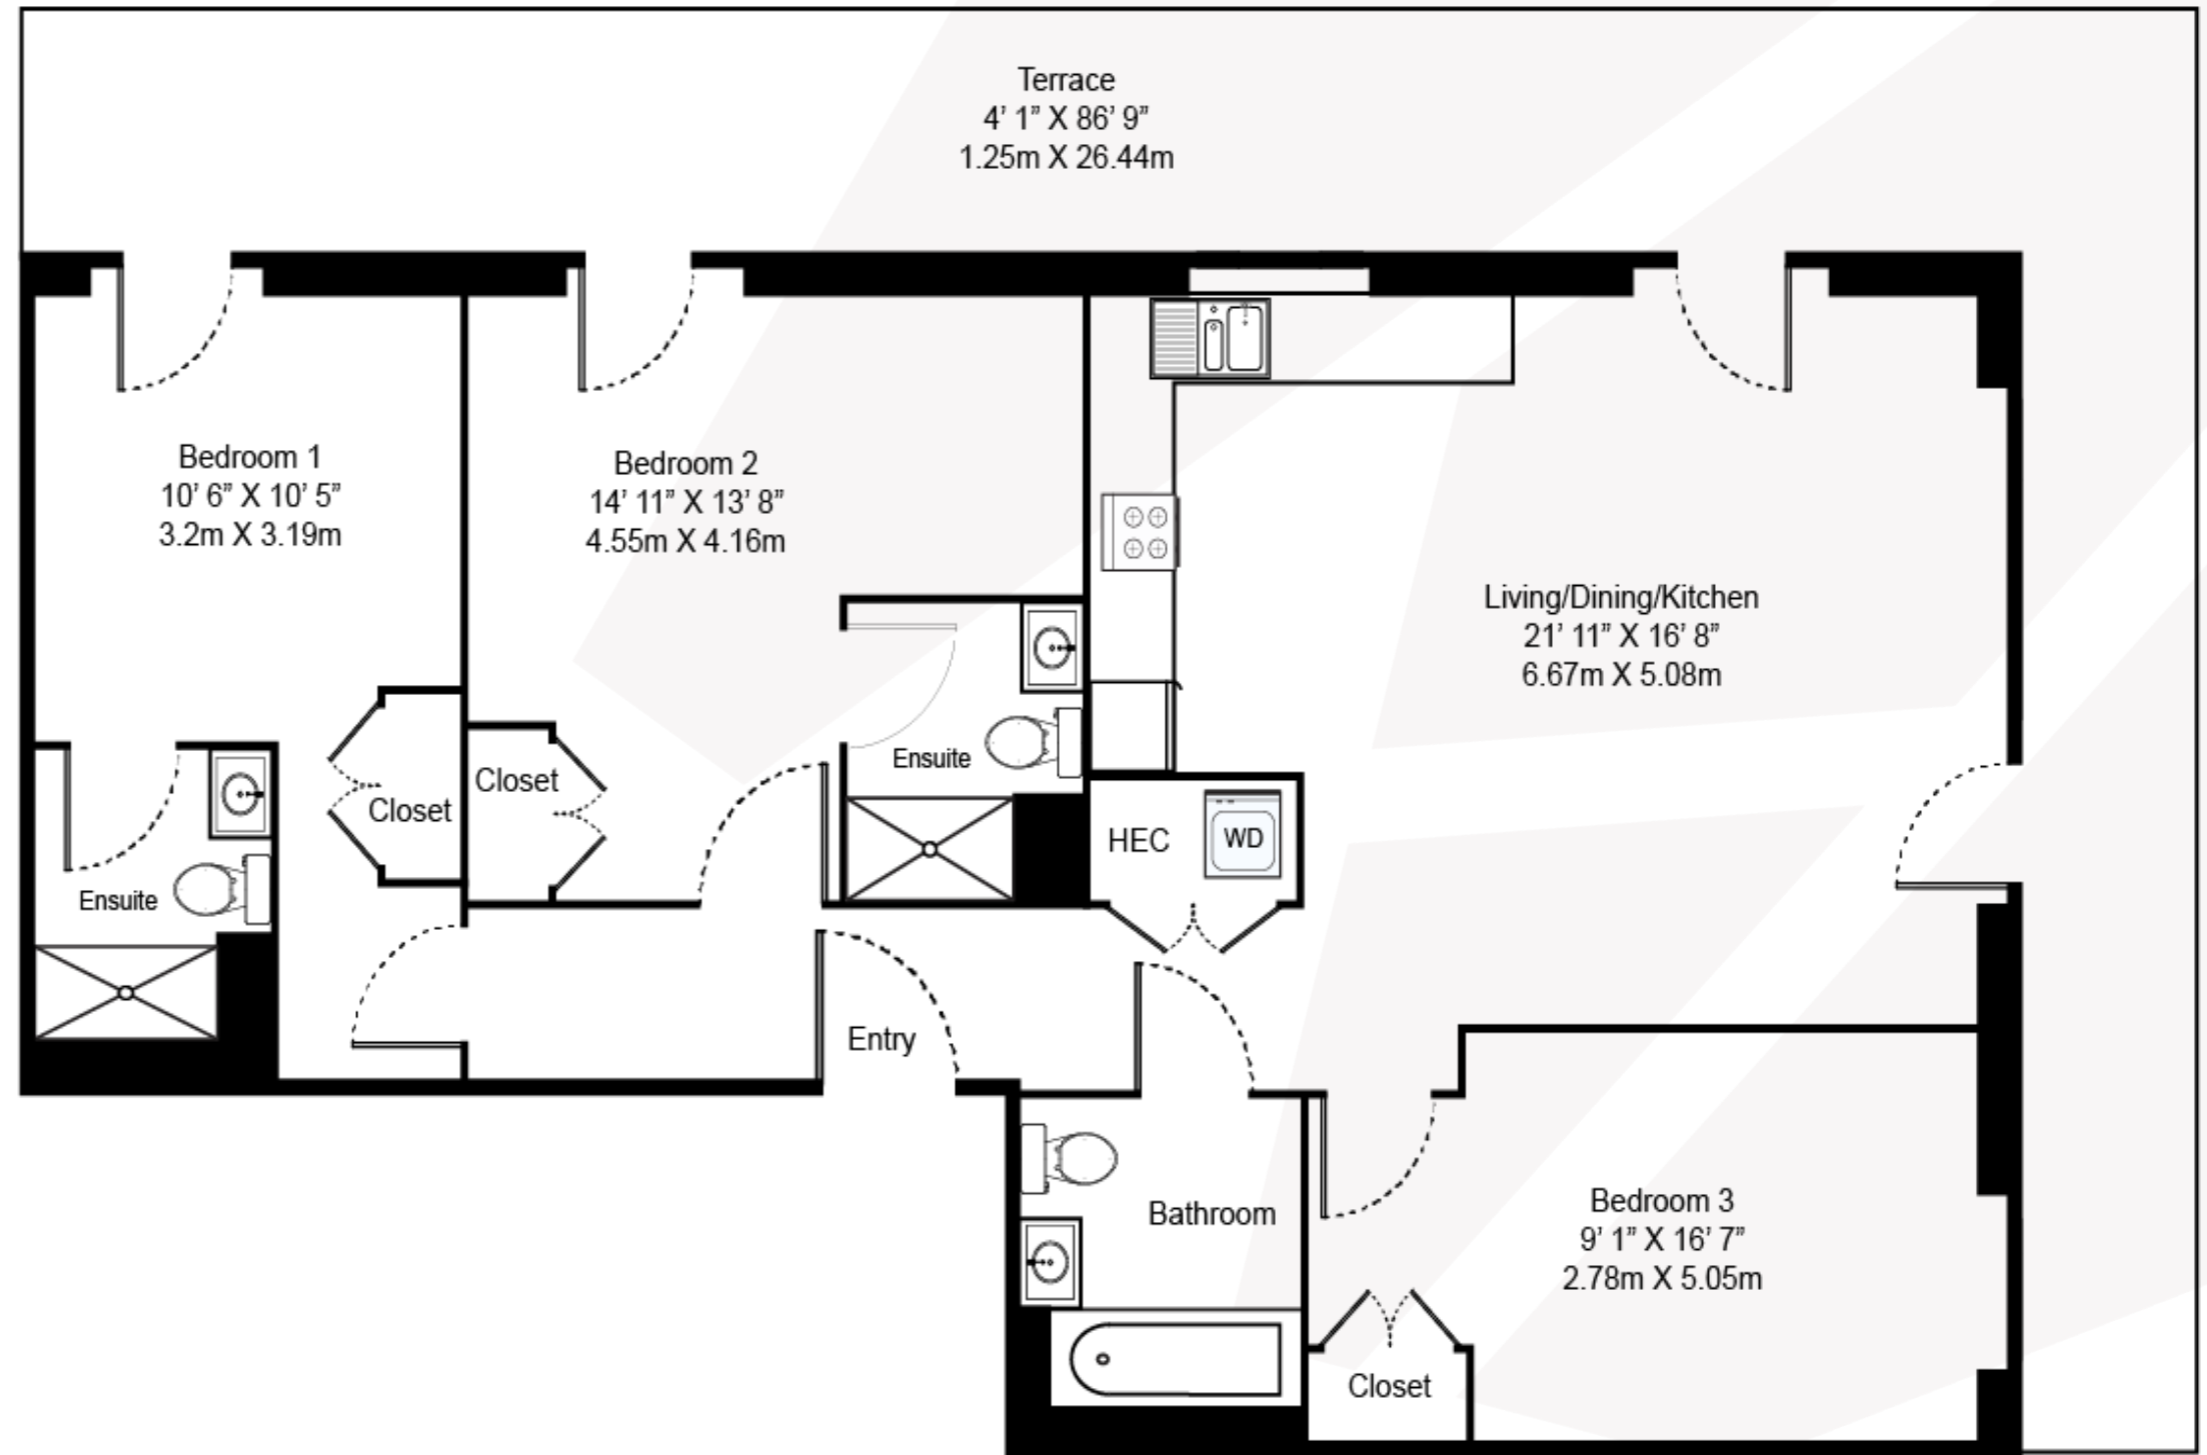 Terrace
4’ 1” X 86’ 9”
1.25m X 26.44m
Bedroom 1
10’ 6” X 10’ 5”
3.2m X 3.19m
Bedroom 2
14’ 11” X 13’ 8”
4.55m X 4.16m
Living/Dining/Kitchen
21’ 11” X 16’ 8”
6.67m X 5.08m
Ensuite
Closet
Closet
HEC
WD
Ensuite
Entry
Bathroom
Bedroom 3
9’ 1” X 16’ 7”
2.78m X 5.05m
Closet